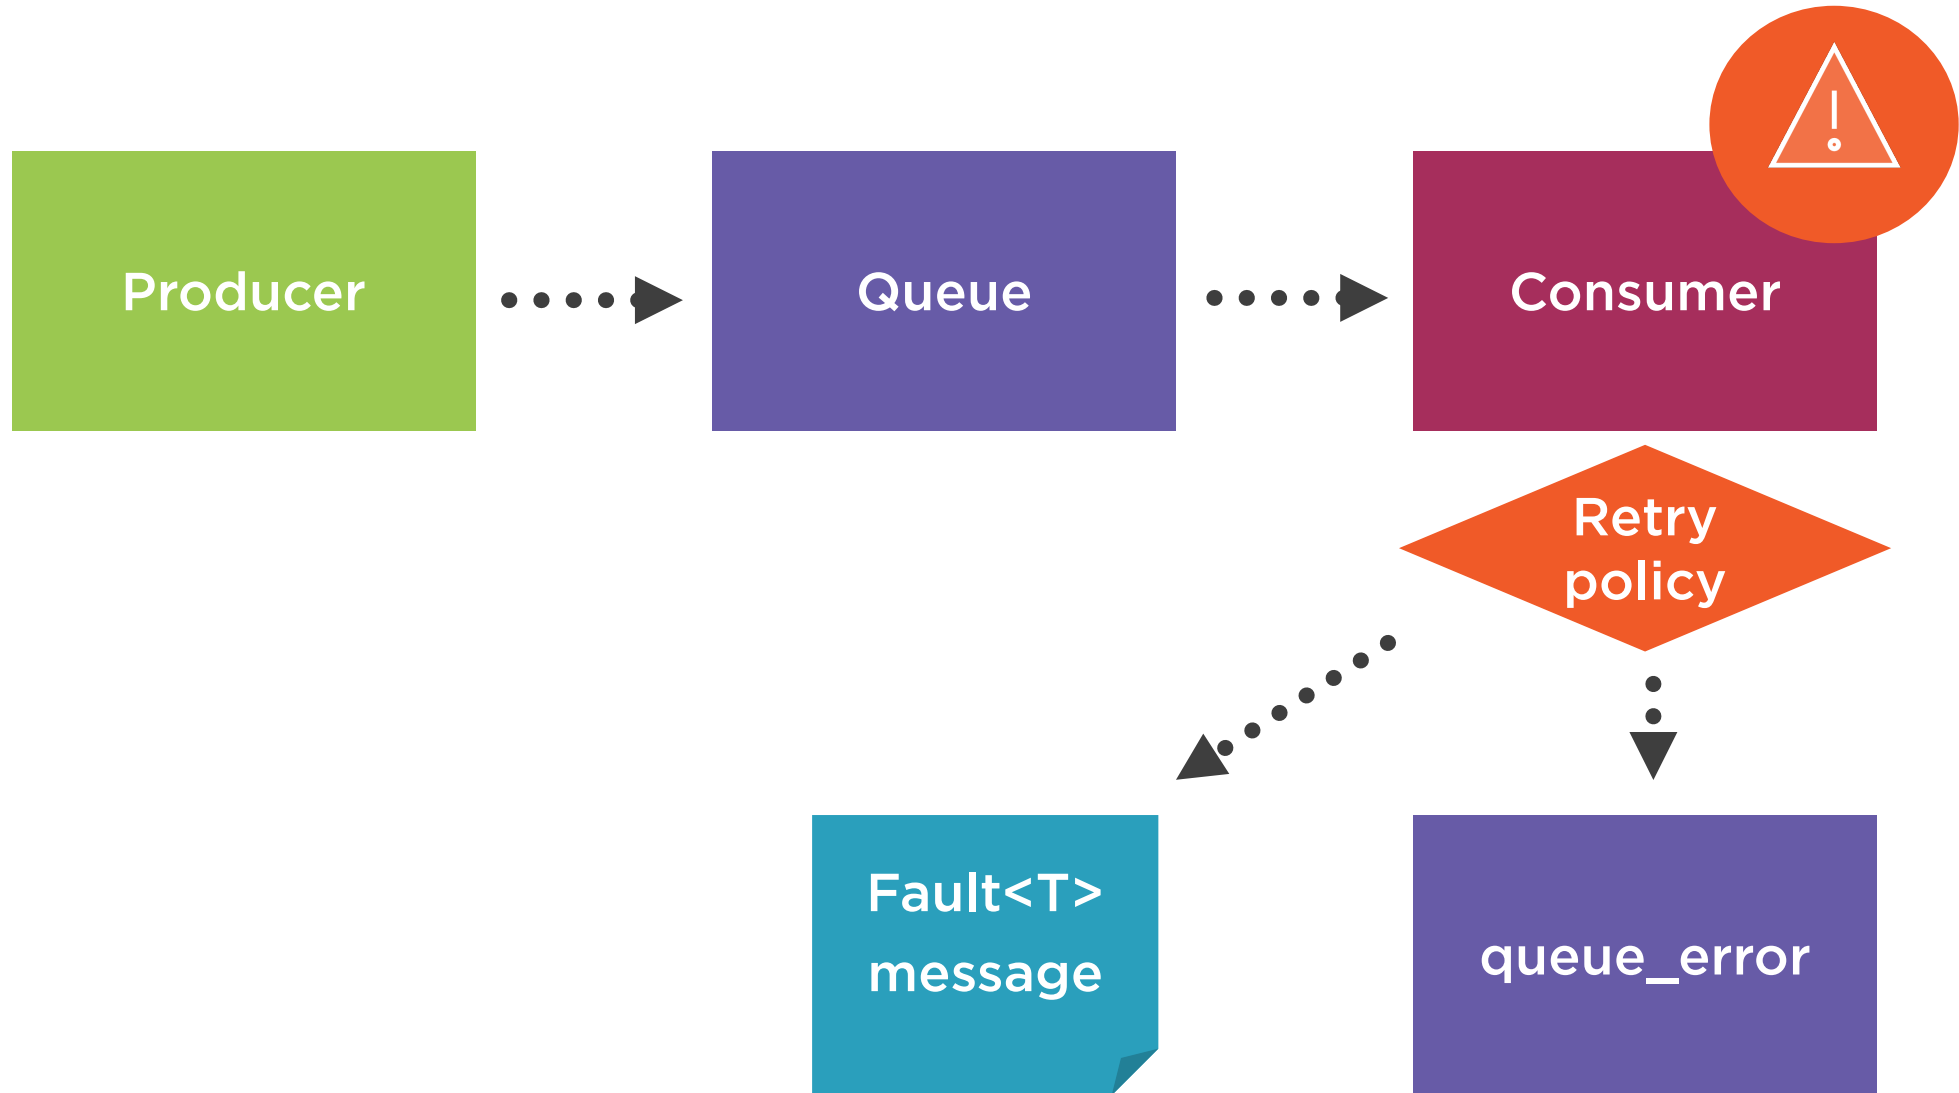 Producer
Queue
Consumer
Retry
policy
Fault<T>
message
queue_error